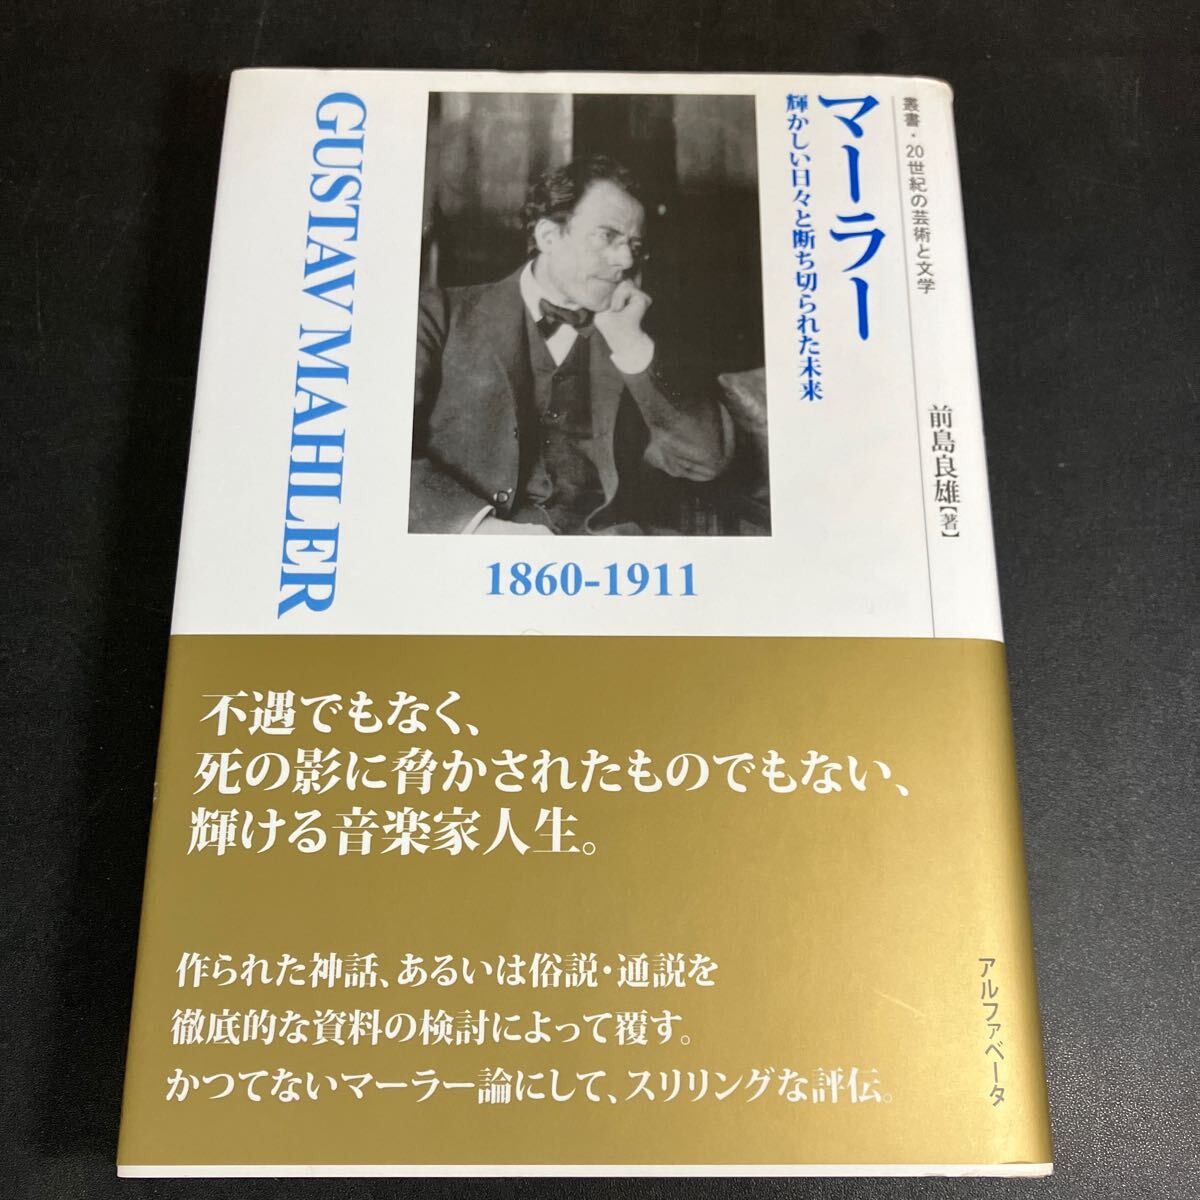 叢書・20世紀の芸術と文学
前島良雄【著】
マーラー
輝かしい日々と断ち切られた未来
GUSTAV MAHLER
1860-1911
不遇でもなく、
死の影に脅かされたものでもない、
輝ける音楽家人生。
作られた神話、あるいは俗説・通説を
徹底的な資料の検討によって覆す。
かつてないマーラー論にして、スリリングな評伝。
アルファベータ